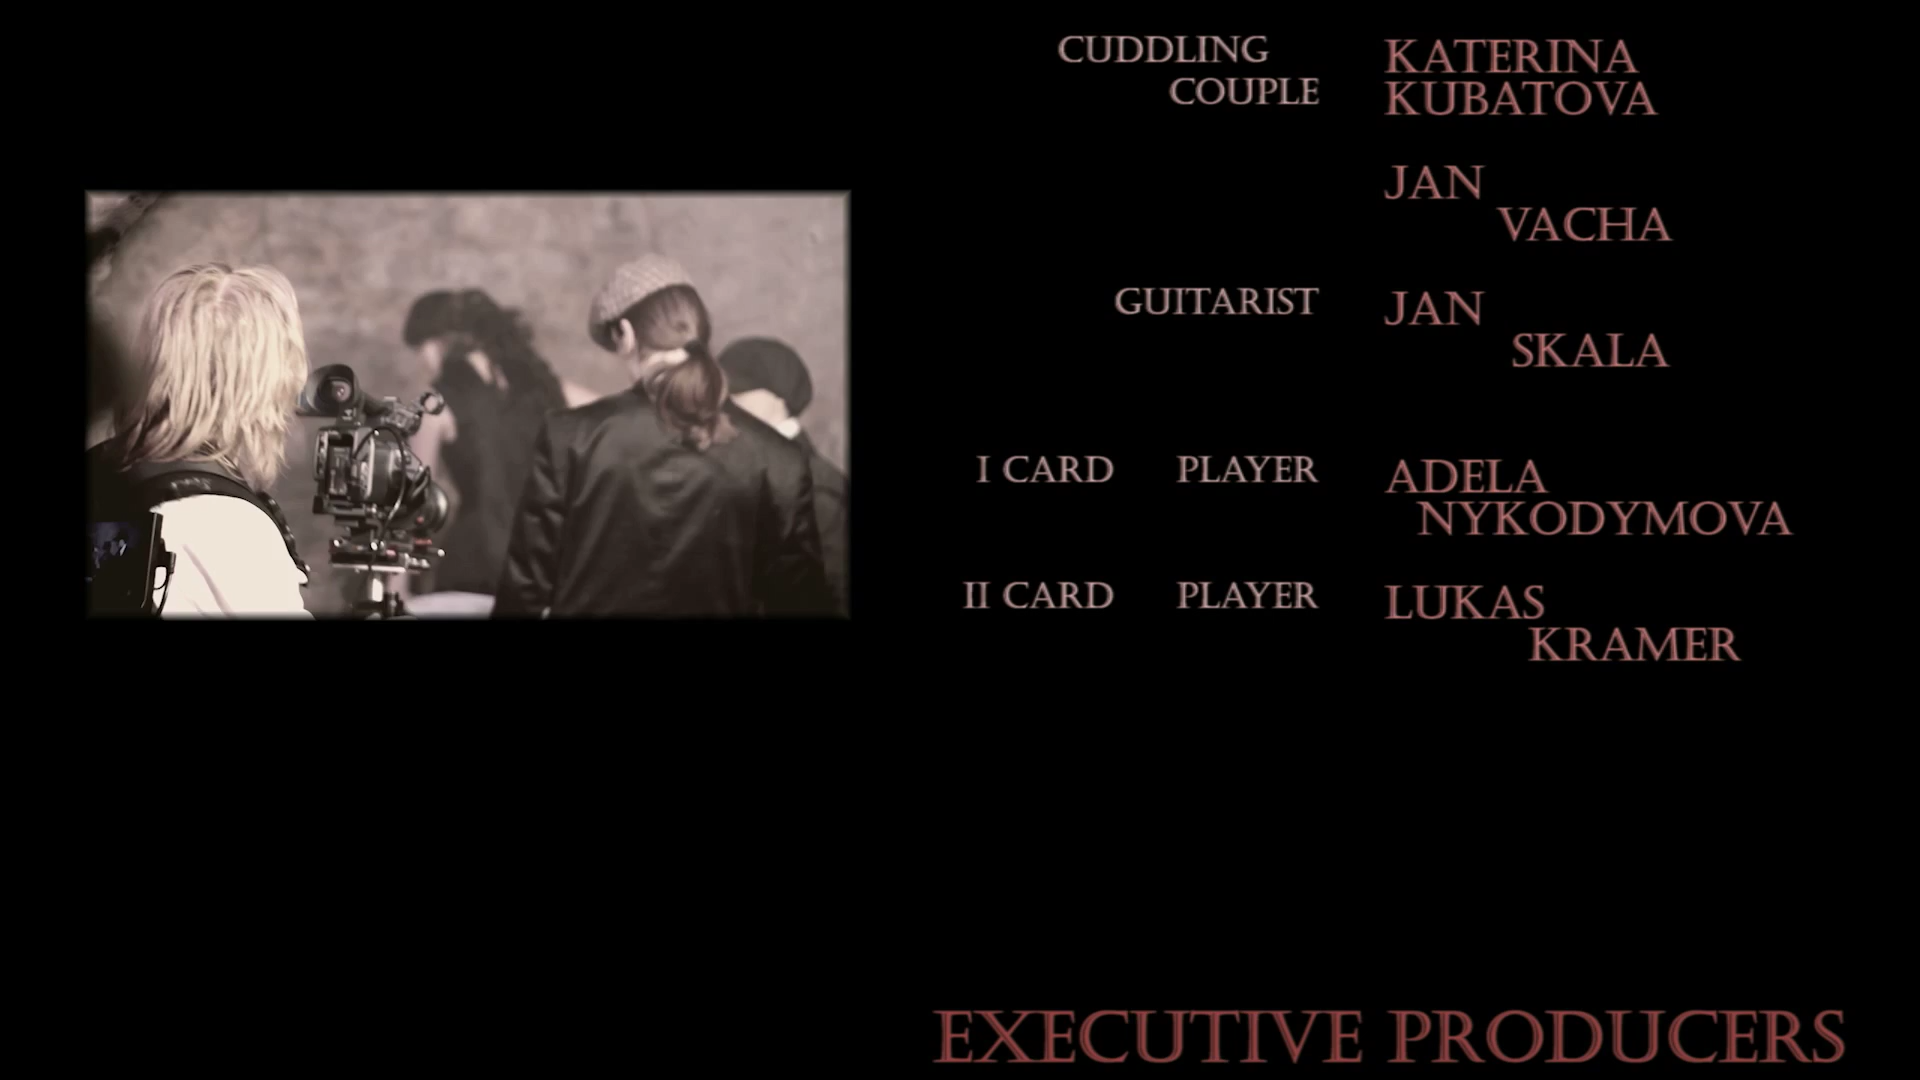 CUDDLING KATERINA
COUPLE KUBATOVA
JAN
VACHA
GUITARIST JAN
SKALA
I CARD PLAYER ADELA
NYKODYMOVA
II CARD PLAYER LUKAS
KRAMER
EXECUTIVE PRODUCERS